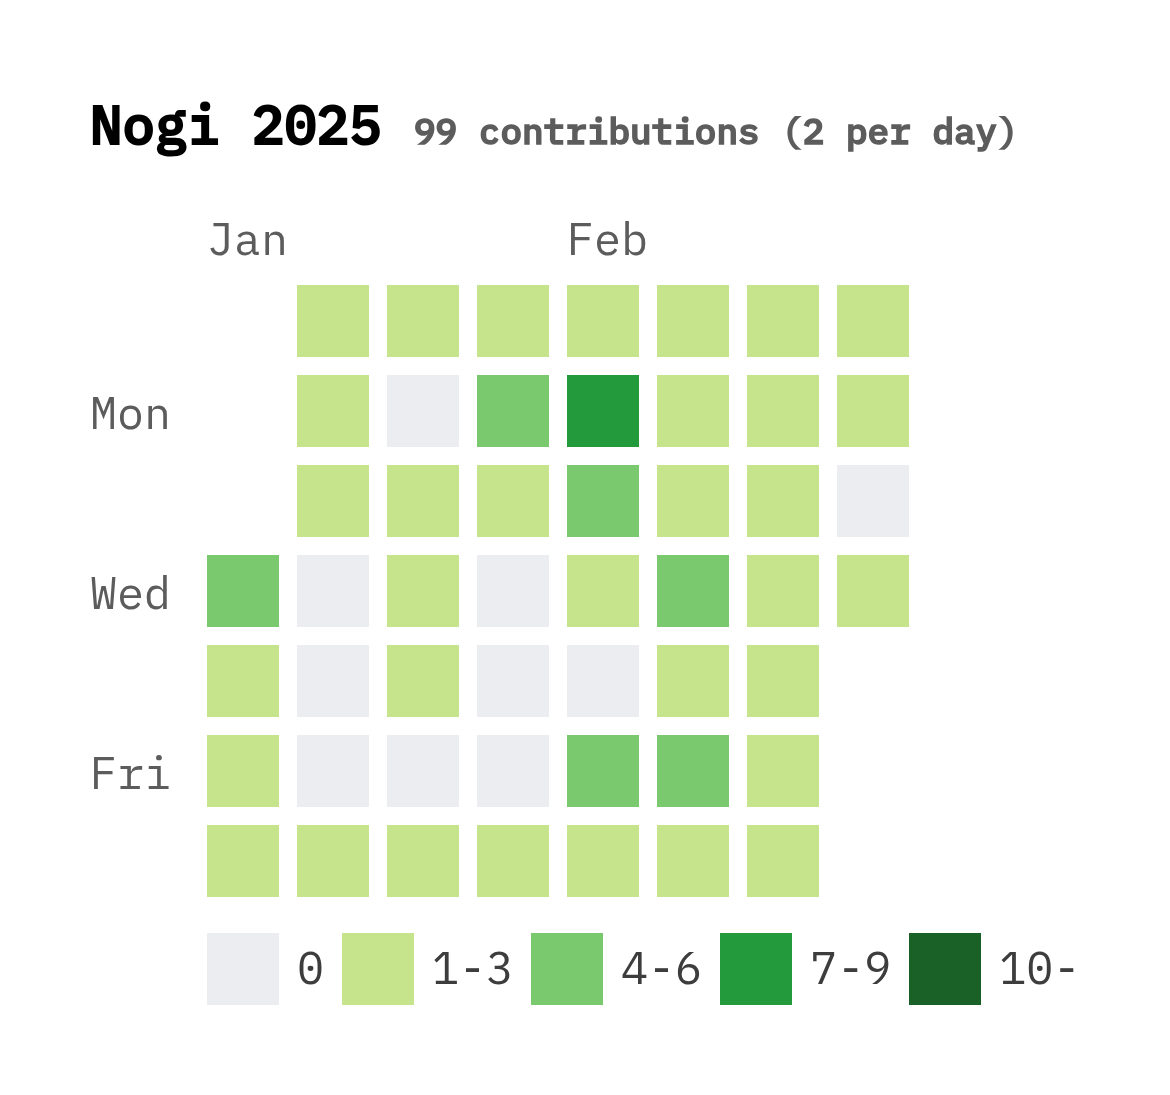 Nogi 2025 99 contributions (2 per day)
Jan Feb
Mon
Wed
Fri
0 1-3 4-6 7-9 10-